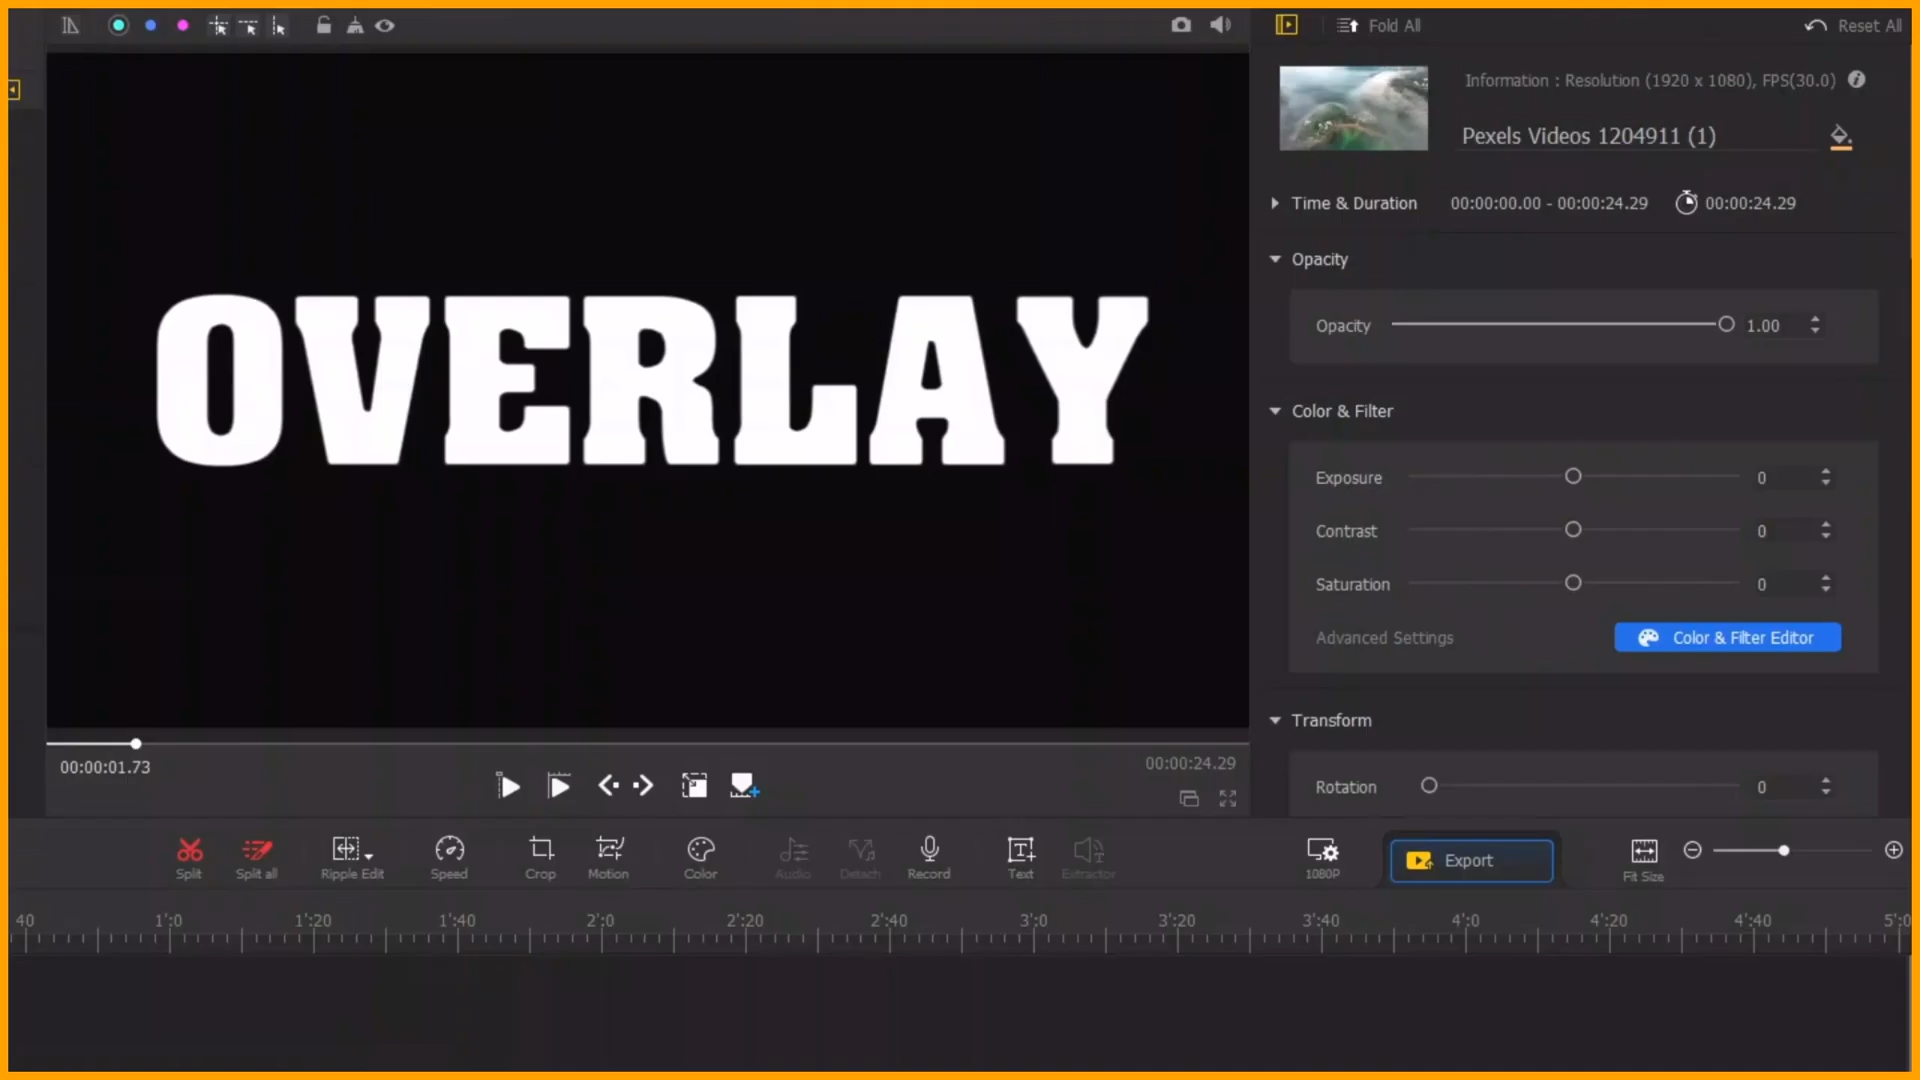 Fold All
Reset All
Information : Resolution (1920 x 1080), FPS(30.0)
Pexels Videos 1204911 (1)
Time & Duration 00:00:00.00 - 00:00:24.29 00:00:24.29
Opacity
Opacity 1.00
Color & Filter
Exposure 0
Contrast 0
Saturation 0
Advanced Settings Color & Filter Editor
Transform
Rotation 0
OVERLAY
00:00:01.73
00:00:24.29
Split Split all Ripple Edit Speed Crop Motion Color Audio Detach Record Text Extractor 1080P Export Fit Size
40 1'0 1'20 1'40 2'0 2'20 2'40 3'0 3'20 3'40 4'0 4'20 4'40 5'0